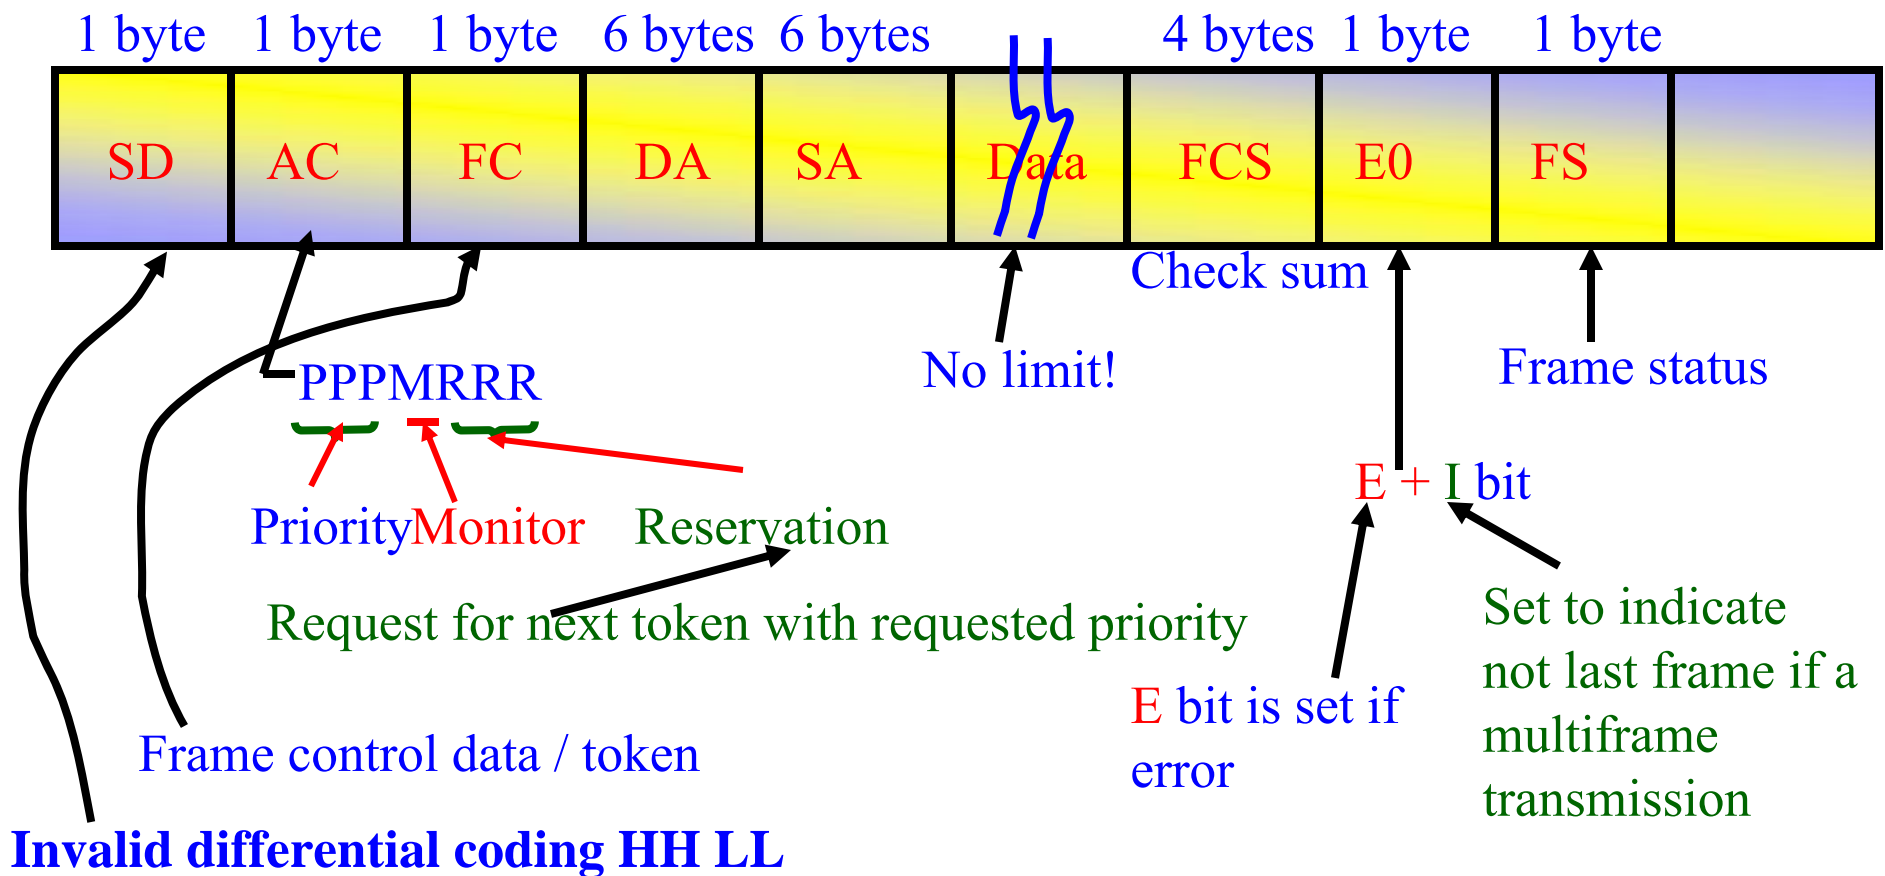 1 byte 1 byte 1 byte 6 bytes 6 bytes 4 bytes 1 byte 1 byte
SD AC FC DA SA Data FCS E0 FS
Check sum
No limit!
Frame status
PPPMRRR
E + I bit
Priority Monitor Reservation
Request for next token with requested priority
Set to indicate
not last frame if a
multiframe
transmission
E bit is set if
error
Frame control data / token
Invalid differential coding HH LL